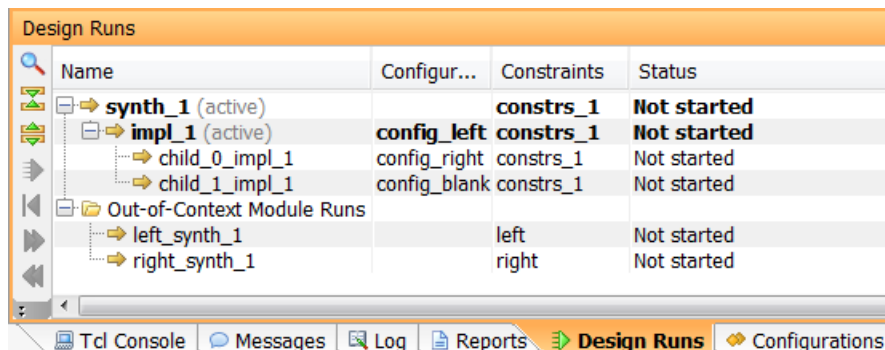 Design Runs
Name Configur... Constraints Status
synth_1 (active) constrs_1 Not started
impl_1 (active) config_left constrs_1 Not started
child_0_impl_1 config_right constrs_1 Not started
child_1_impl_1 config_blank constrs_1 Not started
Out-of-Context Module Runs
left_synth_1 left Not started
right_synth_1 right Not started
Tcl Console Messages Log Reports Design Runs Configurations